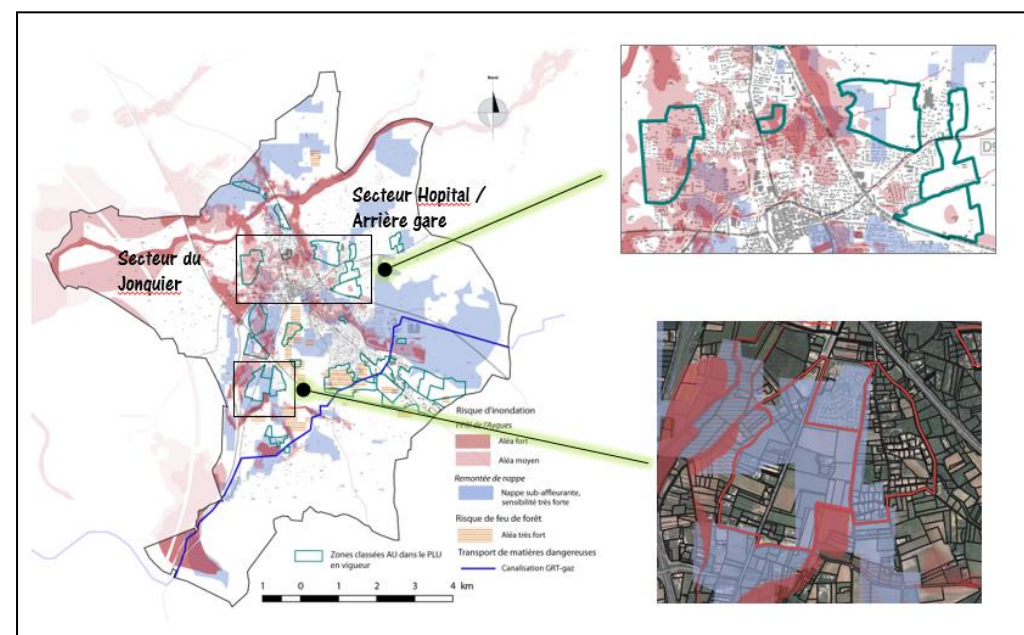 Nord
Secteur Hopital /
Arrière gare
Secteur du
Jonquier
D9
Risque d'inondation
PPRi de l'Aygues
Aléa fort
Aléa moyen
Remontée de nappe
Nappe sub-affleurante,
sensibilité très forte
Risque de feu de forêt
Aléa très fort
Transport de matières dangereuses
Canalisation GRT-gaz
Zones classées AU dans le PLU
en vigueur
1 0 1 2 3 4 km